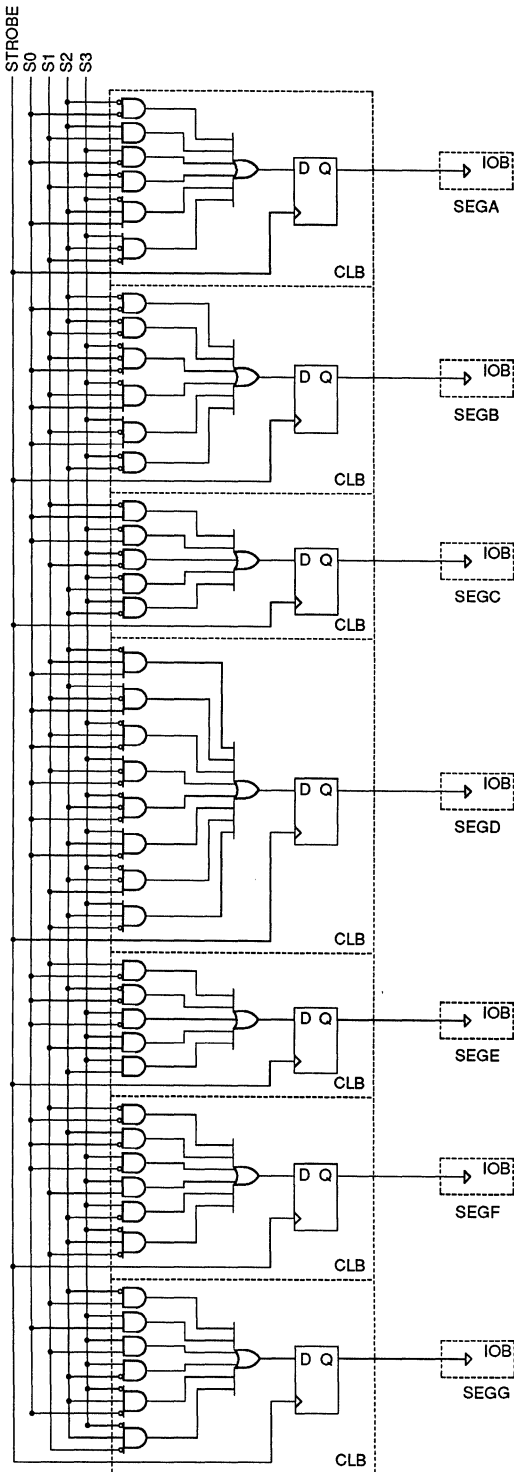 STROBE
S0
S1
S2
S3
D Q
CLB
IOB
SEGA
D Q
CLB
IOB
SEGB
D Q
CLB
IOB
SEGC
D Q
CLB
IOB
SEGD
D Q
CLB
IOB
SEGE
D Q
CLB
IOB
SEGF
D Q
CLB
IOB
SEGG